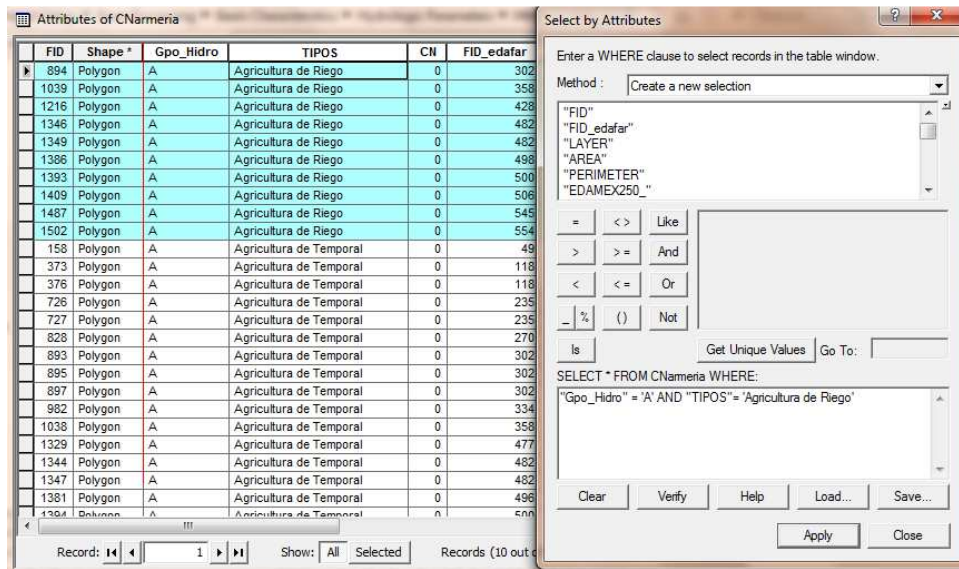 Attributes of CNarmeria
FID Shape * Gpo_Hidro TIPOS CN FID_edafar
894 Polygon A Agricultura de Riego 0 302
1039 Polygon A Agricultura de Riego 0 358
1216 Polygon A Agricultura de Riego 0 428
1346 Polygon A Agricultura de Riego 0 482
1349 Polygon A Agricultura de Riego 0 482
1386 Polygon A Agricultura de Riego 0 498
1393 Polygon A Agricultura de Riego 0 500
1409 Polygon A Agricultura de Riego 0 506
1487 Polygon A Agricultura de Riego 0 545
1502 Polygon A Agricultura de Riego 0 554
158 Polygon A Agricultura de Temporal 0 49
373 Polygon A Agricultura de Temporal 0 118
376 Polygon A Agricultura de Temporal 0 118
726 Polygon A Agricultura de Temporal 0 235
727 Polygon A Agricultura de Temporal 0 235
828 Polygon A Agricultura de Temporal 0 270
893 Polygon A Agricultura de Temporal 0 302
895 Polygon A Agricultura de Temporal 0 302
897 Polygon A Agricultura de Temporal 0 302
982 Polygon A Agricultura de Temporal 0 334
1038 Polygon A Agricultura de Temporal 0 358
1329 Polygon A Agricultura de Temporal 0 477
1344 Polygon A Agricultura de Temporal 0 482
1347 Polygon A Agricultura de Temporal 0 482
1381 Polygon A Agricultura de Temporal 0 496
1394 Polygon A Agricultura de Temporal 0 500
Record: 1 Show: All Selected Records (10 out
Select by Attributes
Enter a WHERE clause to select records in the table window.
Method : Create a new selection
"FID"
"FID_edafar"
"LAYER"
"AREA"
"PERIMETER"
"EDAMEX250_"
= <> Like
> >= And
< <= Or
_ % () Not
Is Get Unique Values Go To:
SELECT * FROM CNarmeria WHERE:
"Gpo_Hidro" = 'A' AND "TIPOS"= 'Agricultura de Riego'
Clear Verify Help Load... Save...
Apply Close